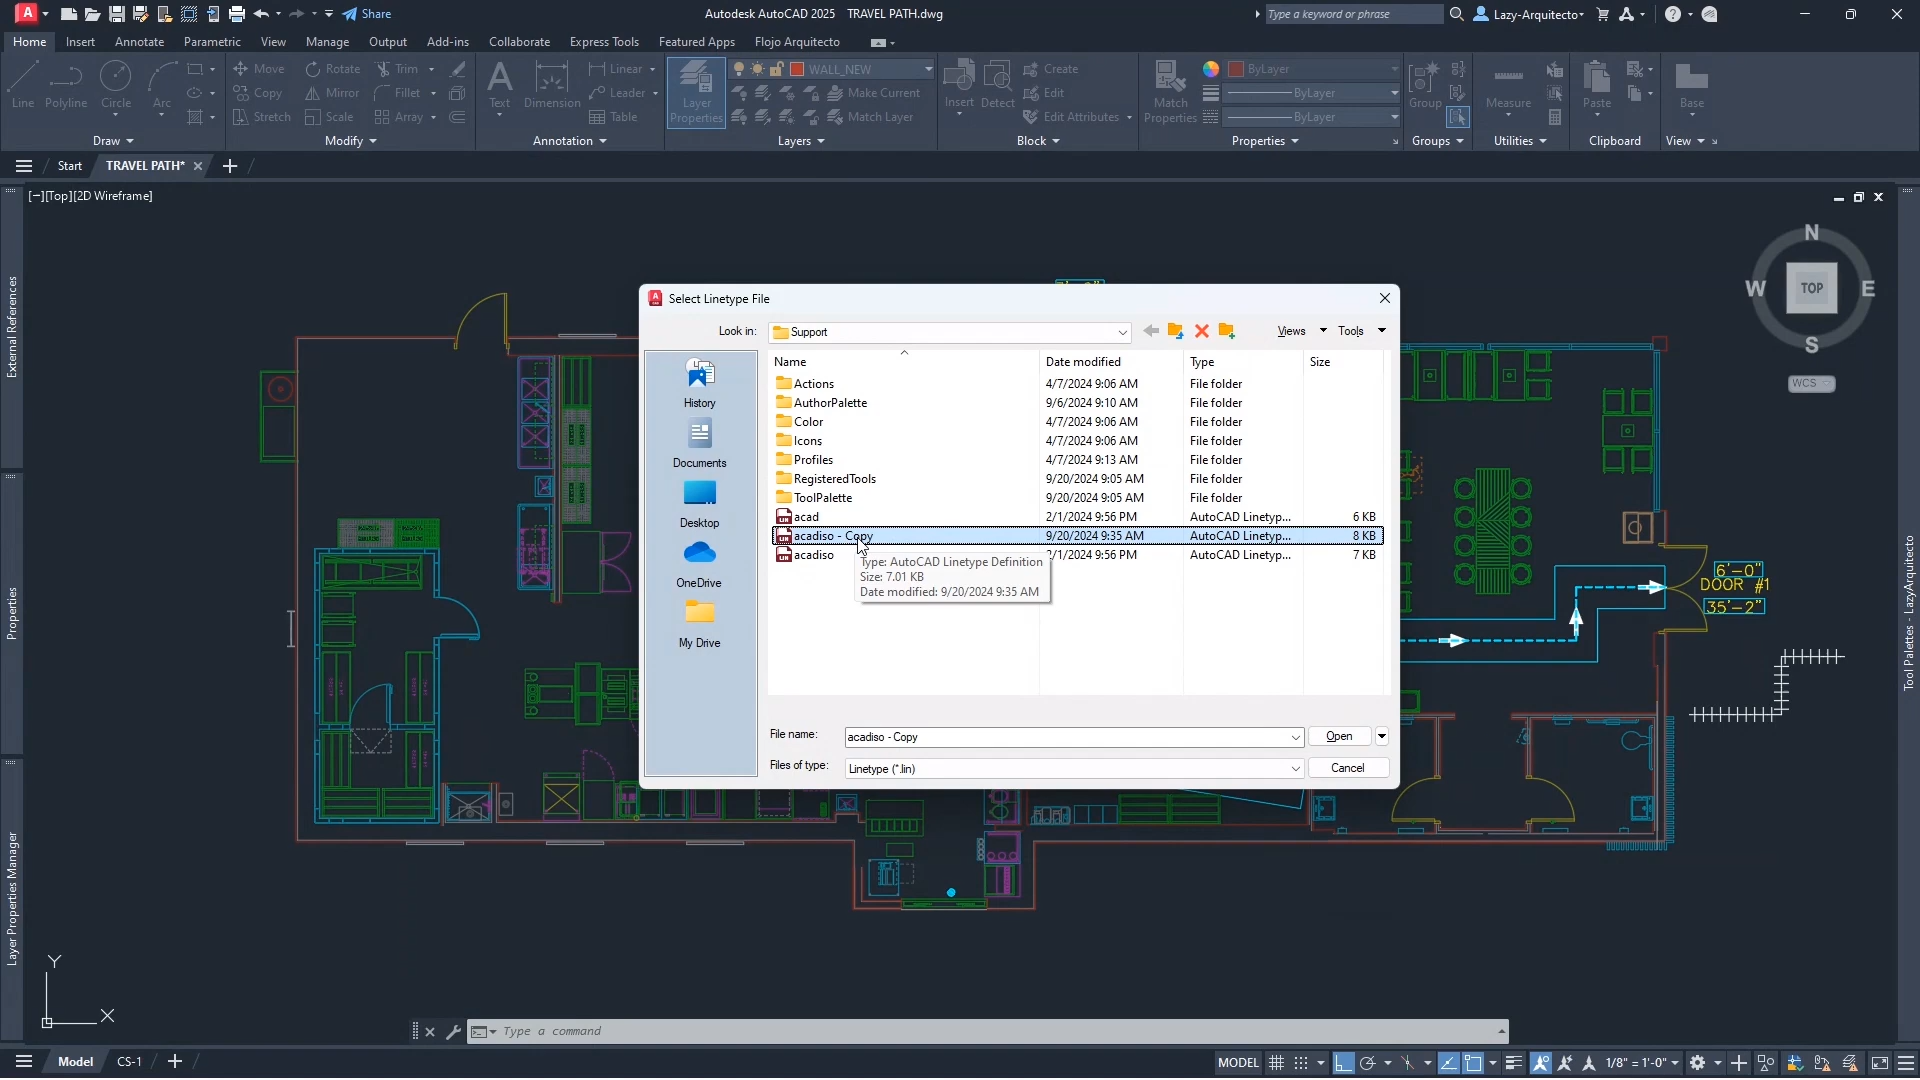 Share
Autodesk AutoCAD 2025 TRAVEL PATH.dwg
Type a keyword or phrase
Lazy-Arquitecto
Home Insert Annotate Parametric View Manage Output Add-ins Collaborate Express Tools Featured Apps Flojo Arquitecto
Line Polyline Circle Arc
Draw
Move Rotate Trim
Copy Mirror Fillet
Stretch Scale Array
Modify
Text Dimension
Linear
Leader
Table
Annotation
Layer Properties
WALL_NEW
Make Current
Match Layer
Layers
Insert Detect
Create
Edit
Edit Attributes
Block
Match Properties
ByLayer
ByLayer
ByLayer
Properties
Group
Groups
Measure
Utilities
Paste
Clipboard
Base
View
Start TRAVEL PATH*
[−][Top][2D Wireframe]
External References
Properties
Layer Properties Manager
Tool Palettes - LazyArquitecto
N
W TOP E
S
WCS
Select Linetype File
Look in: Support
Views Tools
History
Documents
Desktop
OneDrive
My Drive
Name Date modified Type Size
Actions 4/7/2024 9:06 AM File folder
AuthorPalette 9/6/2024 9:10 AM File folder
Color 4/7/2024 9:06 AM File folder
Icons 4/7/2024 9:06 AM File folder
Profiles 4/7/2024 9:13 AM File folder
RegisteredTools 9/20/2024 9:05 AM File folder
ToolPalette 9/20/2024 9:05 AM File folder
acad 2/1/2024 9:56 PM AutoCAD Linetyp... 6 KB
acadiso - Copy 9/20/2024 9:35 AM AutoCAD Linetyp... 8 KB
acadiso 2/1/2024 9:56 PM AutoCAD Linetyp... 7 KB
Type: AutoCAD Linetype Definition
Size: 7.01 KB
Date modified: 9/20/2024 9:35 AM
File name: acadiso - Copy Open
Files of type: Linetype (*.lin) Cancel
6'-0"
DOOR #1
35'-2"
Y
X
Type a command
Model CS-1
MODEL 1/8" = 1'-0"